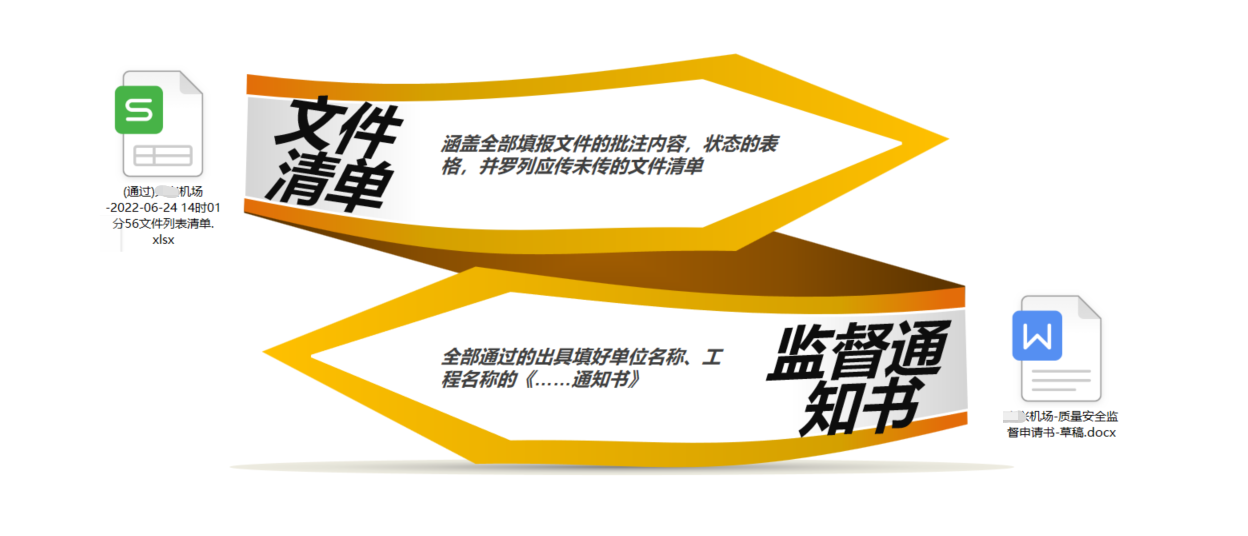 文件
清单
涵盖全部填报文件的批注内容，状态的表
格，并罗列应传未传的文件清单
(通过)机场
-2022-06-24 14时01
分56文件列表清单.
xlsx
全部通过的出具填好单位名称、工
程名称的《……通知书》
监督通
知书
机场-质量安全监
督申请书-草稿.docx